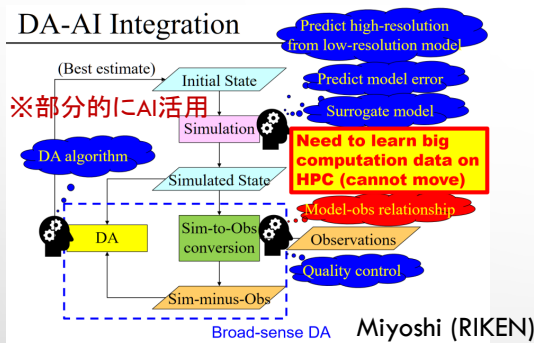 DA-AI Integration
Predict high-resolution
from low-resolution model
(Best estimate)
Initial State
Predict model error
※部分的にAI活用
Surrogate model
Simulation
DA algorithm
Need to learn big
computation data on
HPC (cannot move)
Simulated State
Model-obs relationship
DA
Sim-to-Obs
conversion
Observations
Quality control
Sim-minus-Obs
Broad-sense DA
Miyoshi (RIKEN)